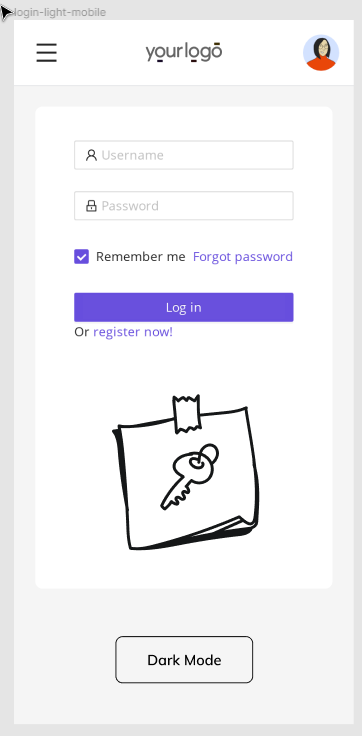 login-light-mobile
yourlogo
Username
Password
Remember me Forgot password
Log in
Or register now!
Dark Mode